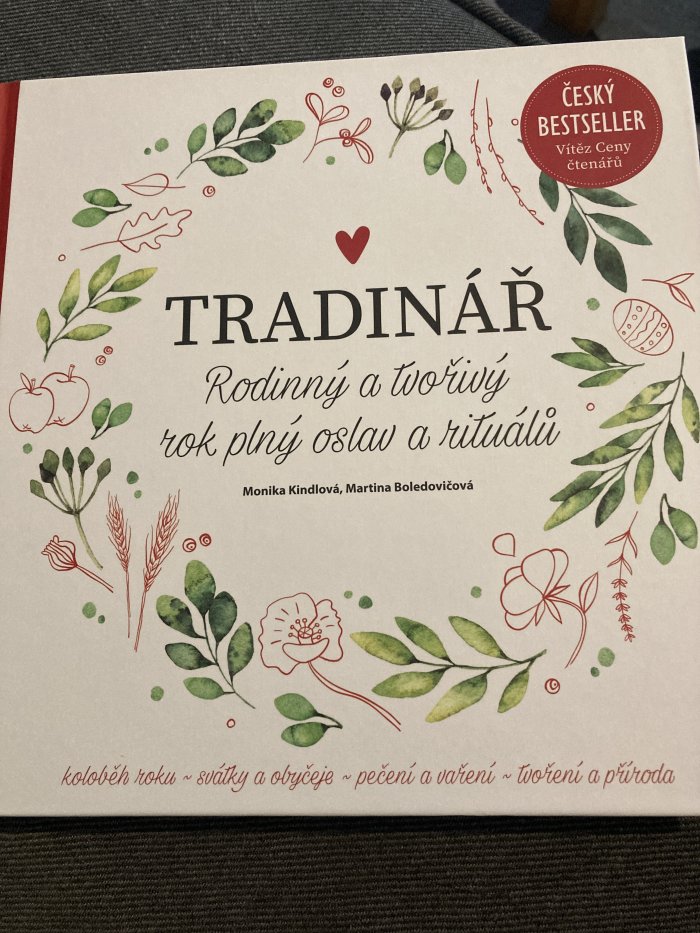 ČESKÝ
BESTSELLER
Vítěz Ceny
čtenářů
TRADINÁŘ
Rodinný a tvořivý
rok plný oslav a rituálů
Monika Kindlová, Martina Boledovičová
koloběh roku ~ svátky a obyčeje ~ pečení a vaření ~ tvoření a příroda